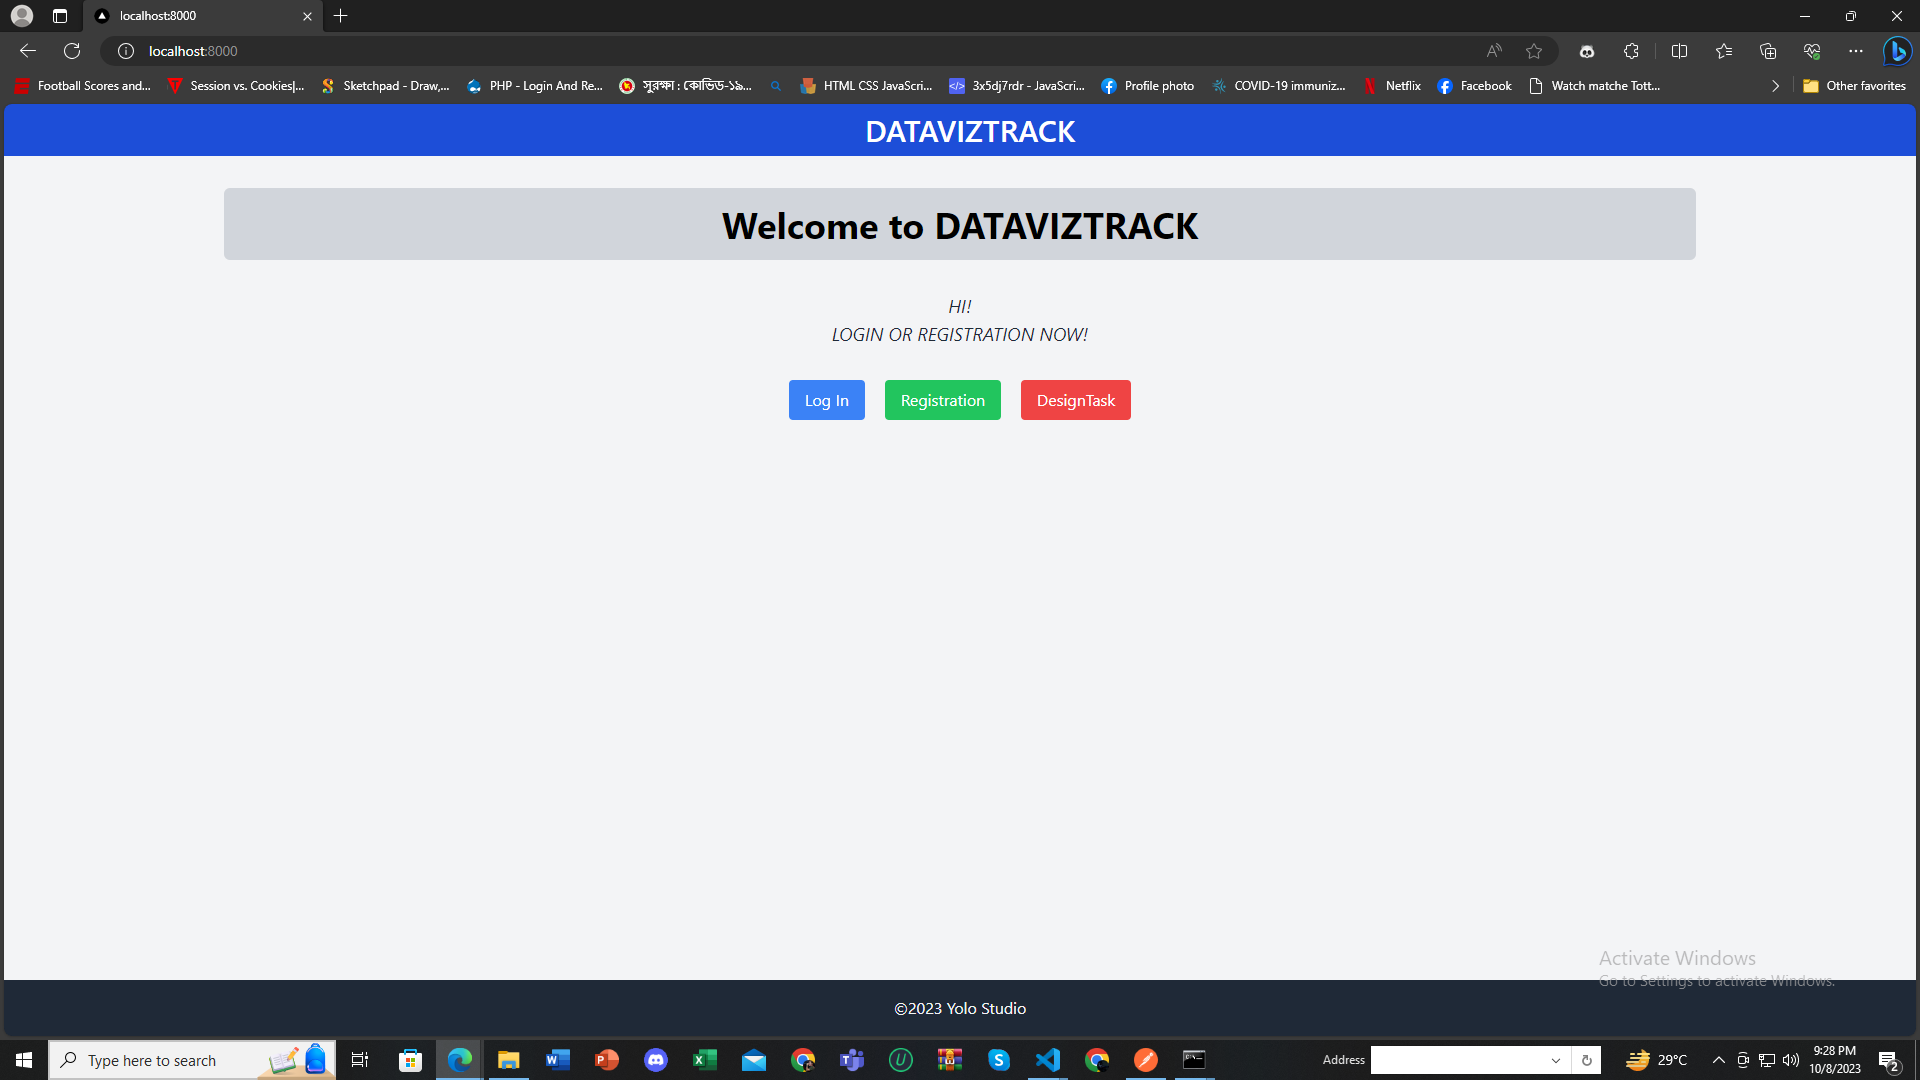 localhost:8000
localhost:8000
Football Scores and...
Session vs. Cookies|...
Sketchpad - Draw,...
PHP - Login And Re...
সুরক্ষা : কোভিড-১৯...
HTML CSS JavaScri...
3x5dj7rdr - JavaScri...
Profile photo
COVID-19 immuniz...
Netflix
Facebook
Watch matche Tott...
Other favorites
DATAVIZTRACK
Welcome to DATAVIZTRACK
HI!
LOGIN OR REGISTRATION NOW!
Log In
Registration
DesignTask
Activate Windows
Go to Settings to activate Windows.
©2023 Yolo Studio
Type here to search
Address
29°C
9:28 PM
10/8/2023
2